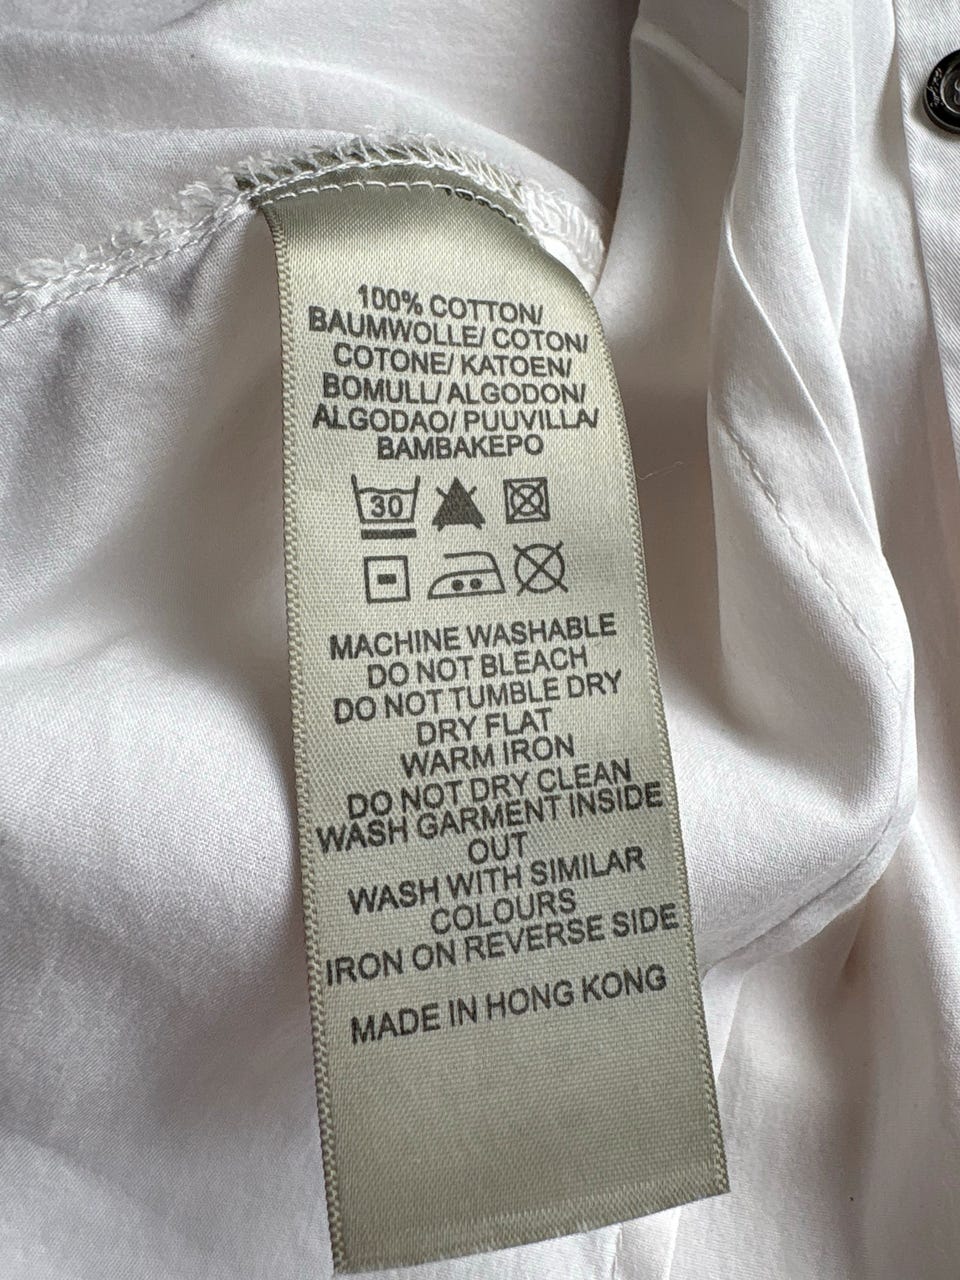 100% COTTON/
BAUMWOLLE/ COTON/
COTONE/ KATOEN/
BOMULL/ ALGODON/
ALGODAO/ PUUVILLA/
BAMBAKEPO
30
MACHINE WASHABLE
DO NOT BLEACH
DO NOT TUMBLE DRY
DRY FLAT
WARM IRON
DO NOT DRY CLEAN
WASH GARMENT INSIDE
OUT
WASH WITH SIMILAR
COLOURS
IRON ON REVERSE SIDE
MADE IN HONG KONG